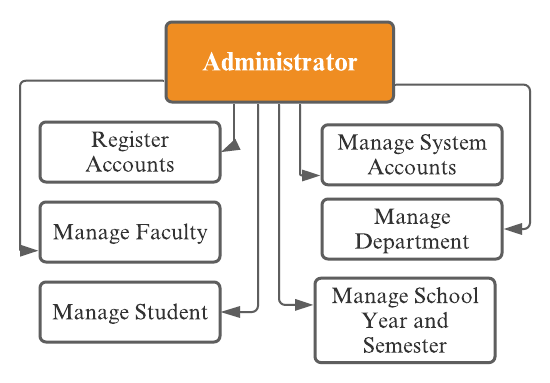 Administrator
Register
Accounts
Manage Faculty
Manage Student
Manage System
Accounts
Manage
Department
Manage School
Year and
Semester